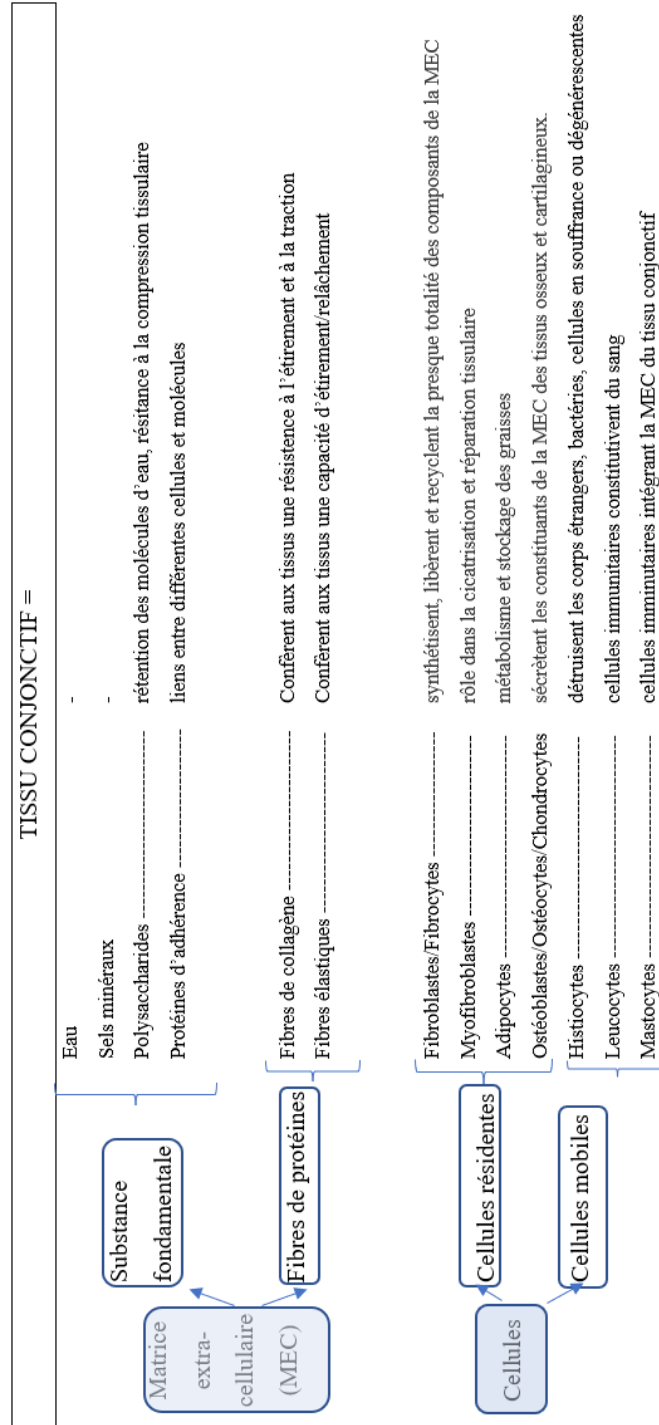 TISSU CONJONCTIF =
Matrice
extra-
cellulaire
(MEC)
Substance
fondamentale
Eau -
Sels minéraux -
Polysaccharides ---------------------- rétention des molécules d'eau, résitance à la compression tissulaire
Protéines d'adhérence ----------------- liens entre différentes cellules et molécules
Fibres de protéines
Fibres de collagène ------------------- Confèrent aux tissus une résistence à l'étirement et à la traction
Fibres élastiques --------------------- Confèrent aux tissus une capacité d'étirement/relâchement
Cellules
Cellules résidentes
Fibroblastes/Fibrocytes ---------------- synthétisent, libèrent et recyclent la presque totalité des composants de la MEC
Myofibroblastes ---------------------- rôle dans la cicatrisation et réparation tissulaire
Adipocytes --------------------------- métabolisme et stockage des graisses
Ostéoblastes/Ostéocytes/Chondrocytes sécrètent les constituants de la MEC des tissus osseux et cartilagineux.
Cellules mobiles
Histiocytes --------------------------- détruisent les corps étrangers, bactéries, cellules en souffrance ou dégénérescentes
Leucocytes --------------------------- cellules immunitaires constitutivent du sang
Mastocytes --------------------------- cellules imminutaires intégrant la MEC du tissu conjonctif